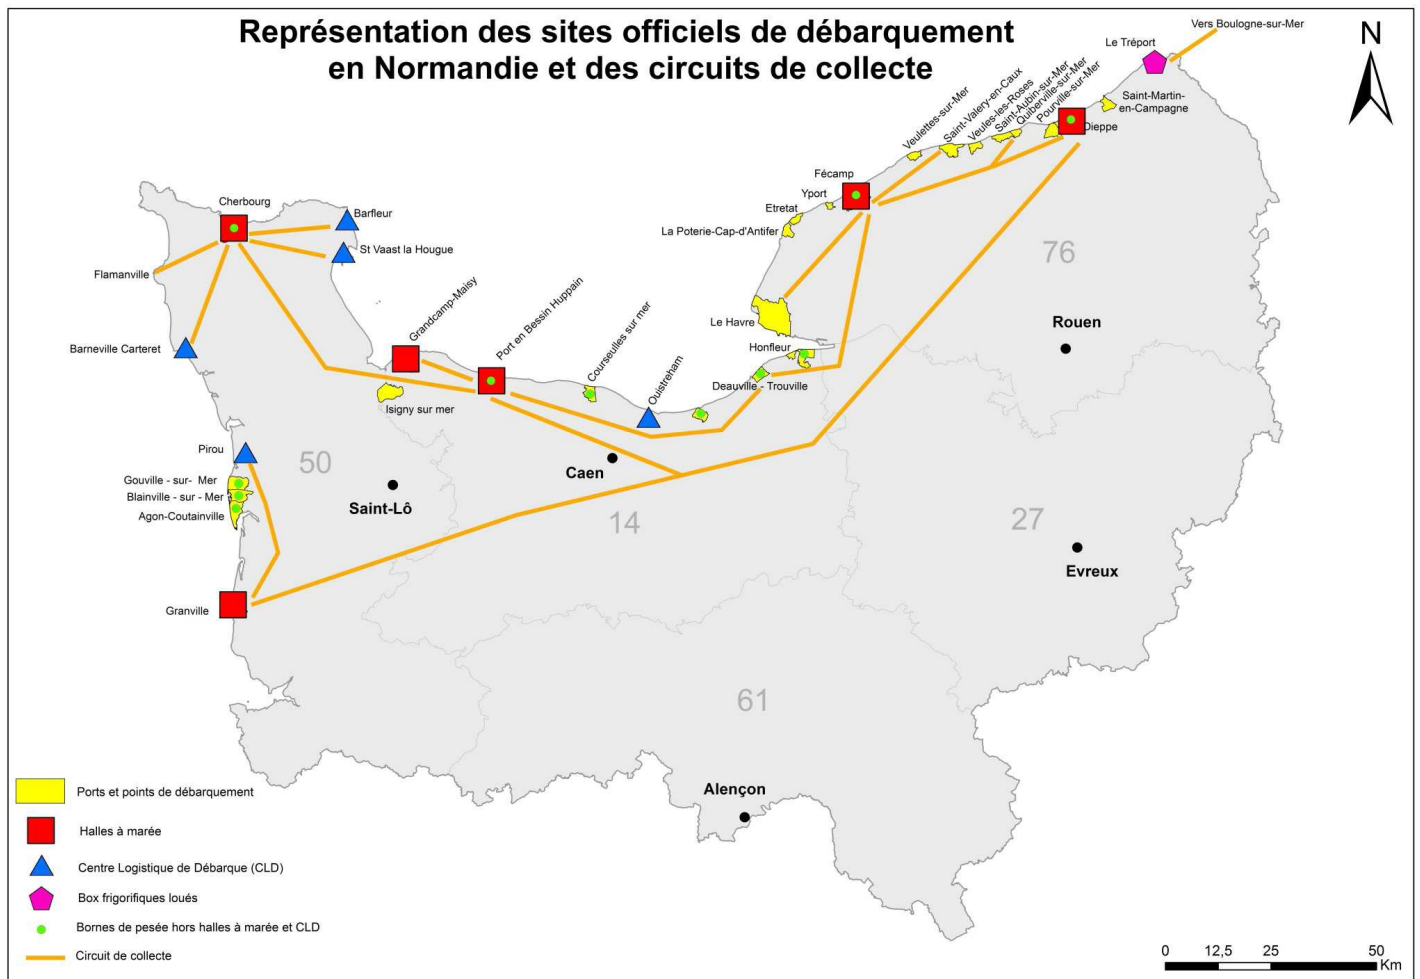 Représentation des sites officiels de débarquement
en Normandie et des circuits de collecte
Vers Boulogne-sur-Mer
N
Le Tréport
Saint-Martin-
en-Campagne
Pourville-sur-Mer
Quiberville-sur-Mer
Saint-Aubin-sur-Mer
Veules-les-Roses
Saint-Valery-en-Caux
Veulettes-sur-Mer
Dieppe
Fécamp
Yport
Etretat
La Poterie-Cap-d'Antifer
Cherbourg
Barfleur
St Vaast la Hougue
Flamanville
76
Grandcamp-Maisy
Port en Bessin Huppain
Le Havre
Rouen
Barneville Carteret
Honfleur
Courseulles sur mer
Ouistreham
Deauville - Trouville
Isigny sur mer
Pirou
50
Caen
Gouville - sur- Mer
Blainville - sur - Mer
Saint-Lô
Agon-Coutainville
14
27
Evreux
Granville
61
Alençon
Ports et points de débarquement
Halles à marée
Centre Logistique de Débarque (CLD)
Box frigorifiques loués
Bornes de pesée hors halles à marée et CLD
Circuit de collecte
0 12,5 25 50
Km